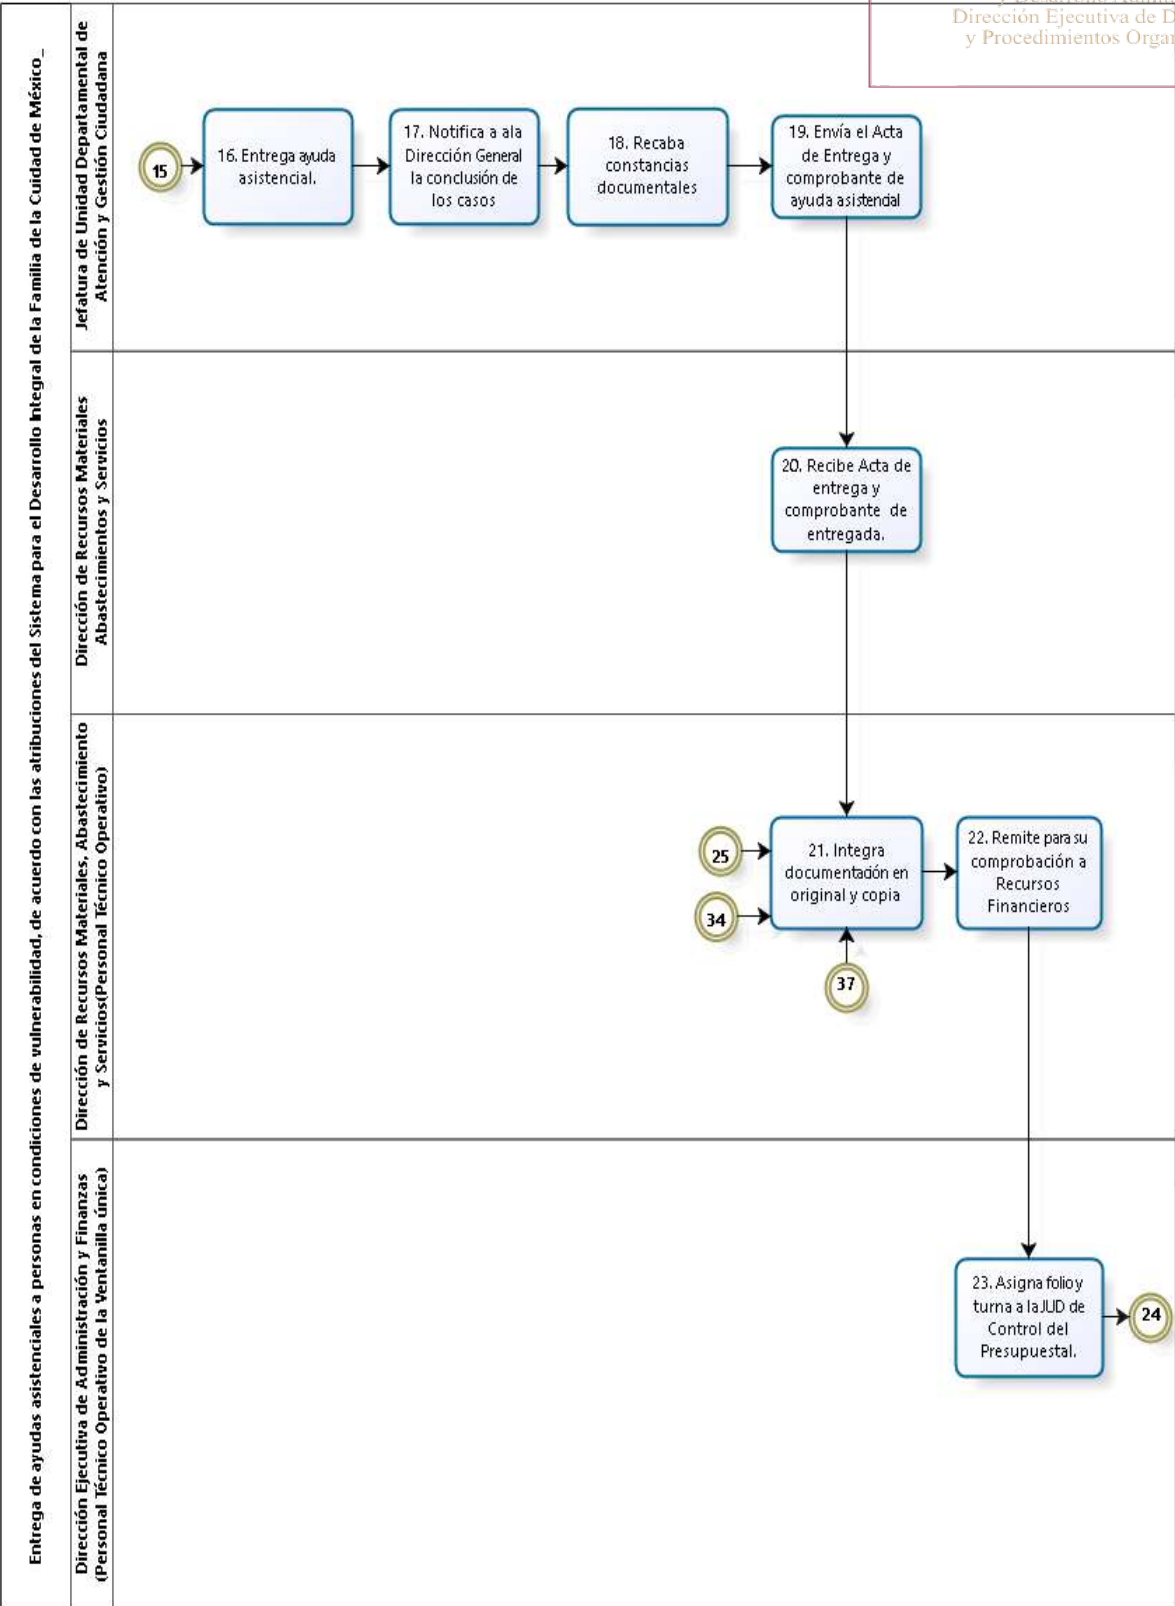 Dirección Ejecutiva de D
y Procedimientos Organ
Entrega de ayudas asistenciales a personas en condiciones de vulnerabilidad, de acuerdo con las atribuciones del Sistema para el Desarrollo Integral de la Familia de la Cuidad de México_
Jefatura de Unidad Departamental de
Atención y Gestión Ciudadana
15
16. Entrega ayuda
asistencial.
17. Notifica a ala
Dirección General
la conclusión de
los casos
18. Recaba
constancias
documentales
19. Envía el Acta
de Entrega y
comprobante de
ayuda asistencial
Dirección de Recursos Materiales
Abastecimientos y Servicios
20. Recibe Acta de
entrega y
comprobante de
entregada.
Dirección de Recursos Materiales, Abastecimiento
y Servicios(Personal Técnico Operativo)
25
34
37
21. Integra
documentación en
original y copia
22. Remite para su
comprobación a
Recursos
Financieros
Dirección Ejecutiva de Administración y Finanzas
(Personal Técnico Operativo de la Ventanilla única)
23. Asigna folio y
turna a la JUD de
Control del
Presupuestal.
24